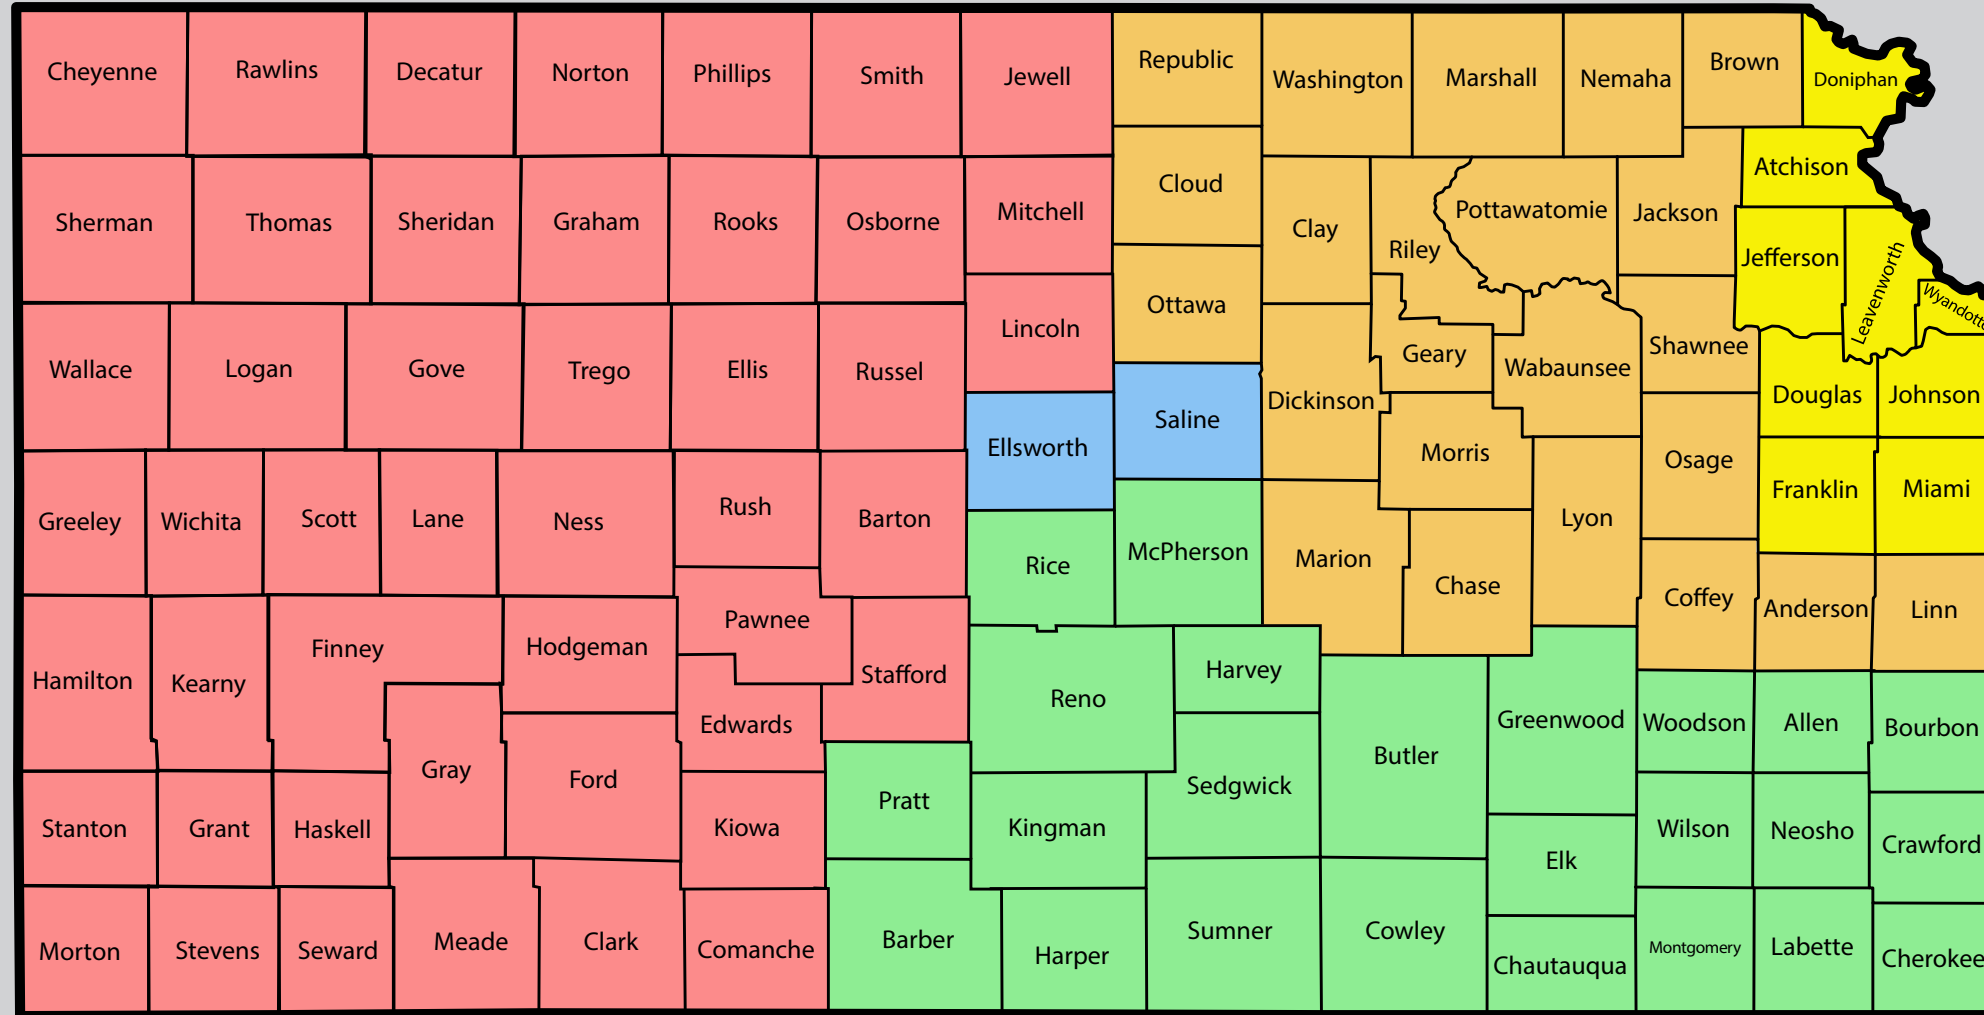 Cheyenne
Rawlins
Decatur
Norton
Phillips
Smith
Jewell
Republic
Washington
Marshall
Nemaha
Brown
Doniphan
Sherman
Thomas
Sheridan
Graham
Rooks
Osborne
Mitchell
Cloud
Clay
Riley
Pottawatomie
Jackson
Atchison
Jefferson
Leavenworth
Wyandotte
Wallace
Logan
Gove
Trego
Ellis
Russel
Lincoln
Ottawa
Geary
Wabaunsee
Shawnee
Douglas
Johnson
Ellsworth
Saline
Dickinson
Morris
Osage
Franklin
Miami
Greeley
Wichita
Scott
Lane
Ness
Rush
Barton
Rice
McPherson
Marion
Chase
Lyon
Coffey
Anderson
Linn
Hamilton
Kearny
Finney
Hodgeman
Pawnee
Stafford
Edwards
Reno
Harvey
Butler
Greenwood
Woodson
Allen
Bourbon
Gray
Ford
Stanton
Grant
Haskell
Kiowa
Pratt
Kingman
Sedgwick
Elk
Wilson
Neosho
Crawford
Morton
Stevens
Seward
Meade
Clark
Comanche
Barber
Harper
Sumner
Cowley
Chautauqua
Montgomery
Labette
Cherokee